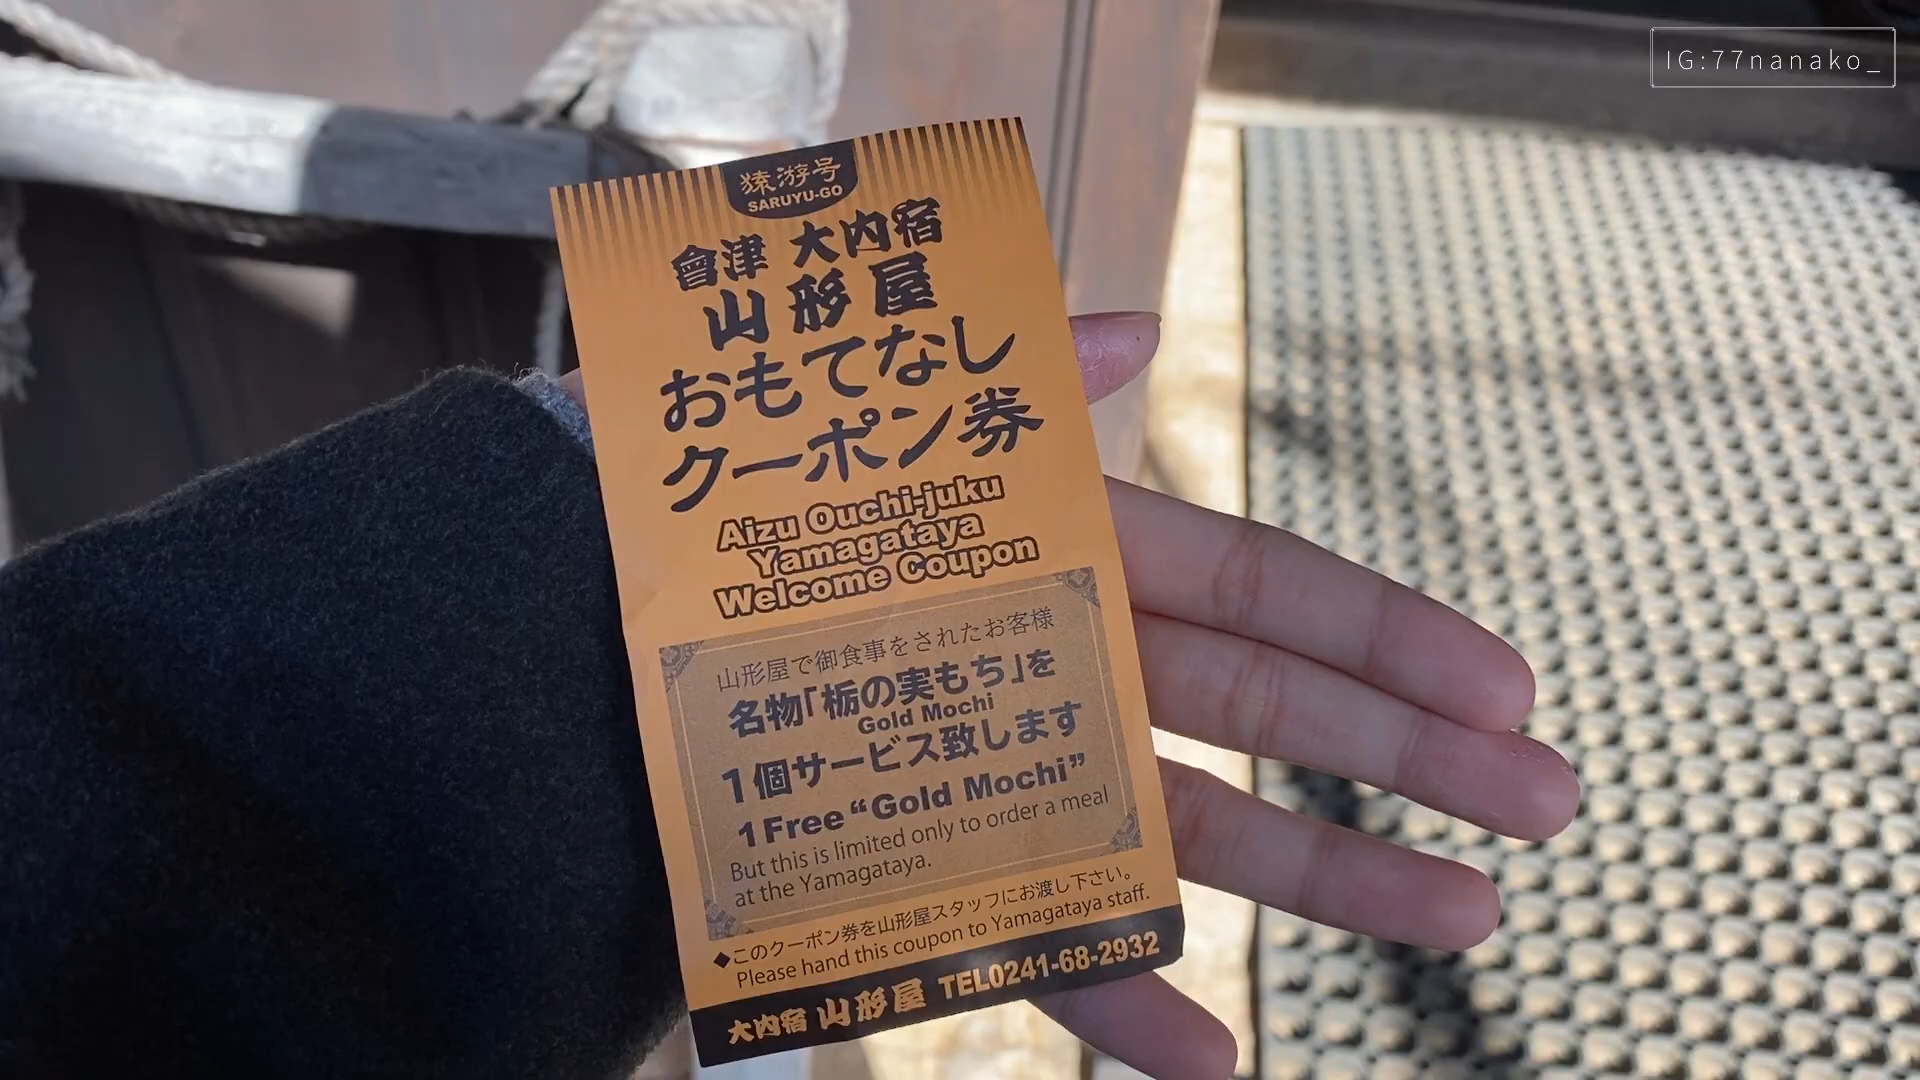 IG:77nanako_
猿游号
SARUYU-GO
會津 大内宿
山形屋
おもてなし
クーポン券
Aizu Ouchi-juku
Yamagataya
Welcome Coupon
山形屋で御食事をされたお客様
名物「栃の実もち」を
Gold Mochi
1個サービス致します
1 Free “Gold Mochi”
But this is limited only to order a meal
at the Yamagataya.
◆このクーポン券を山形屋スタッフにお渡し下さい。
Please hand this coupon to Yamagataya staff.
大内宿 山形屋 TEL0241-68-2932